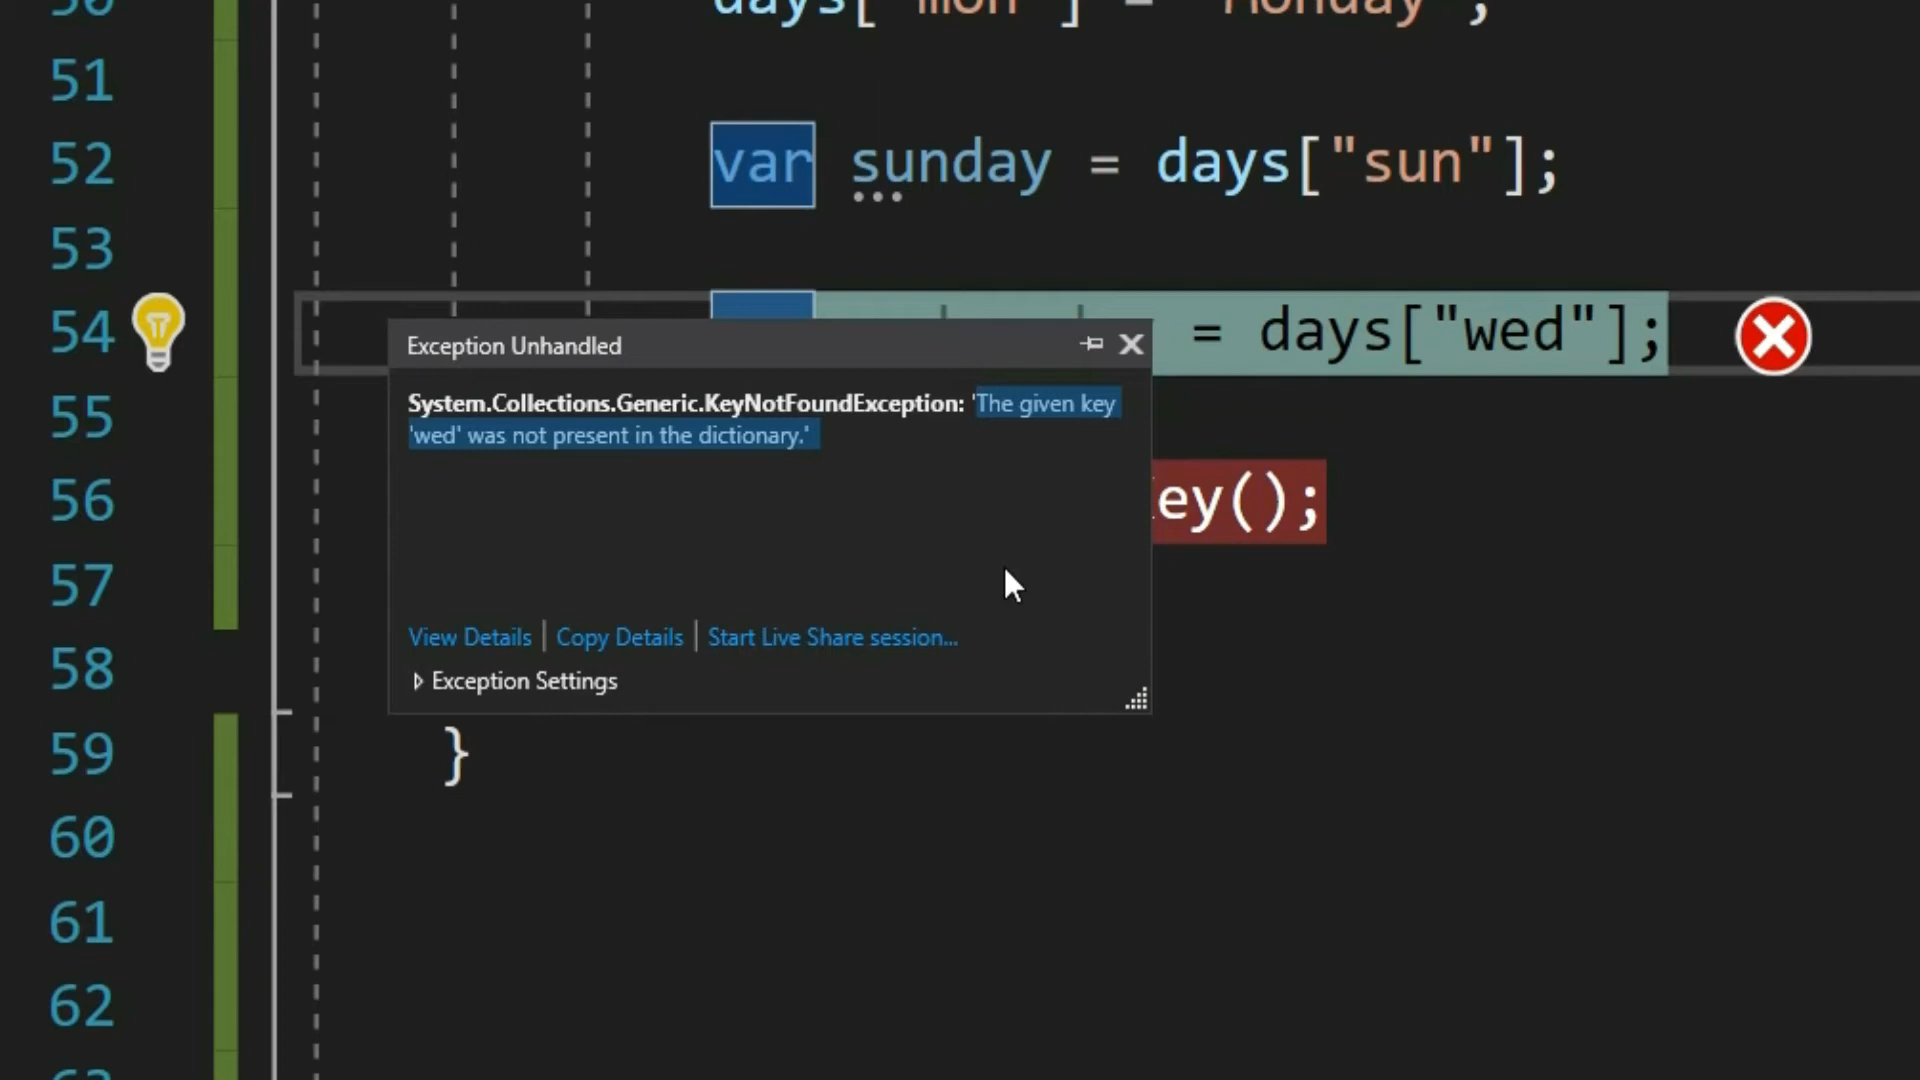 50 days["mon"] = "Monday";
51
52 var sunday = days["sun"];
53
54 = days["wed"];
Exception Unhandled
System.Collections.Generic.KeyNotFoundException: 'The given key
'wed' was not present in the dictionary.'
55
56 ey();
57
View Details | Copy Details | Start Live Share session...
58
Exception Settings
59 }
60
61
62
63